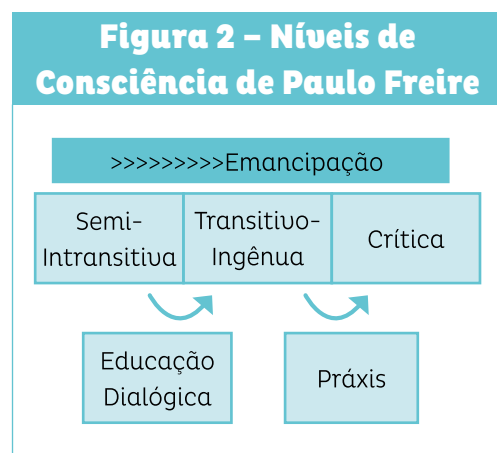 Figura 2 – Níveis de
Consciência de Paulo Freire
>>>>>>>>>Emancipação
Semi-
Intransitiva
Transitivo-
Ingênua
Crítica
Educação
Dialógica
Práxis